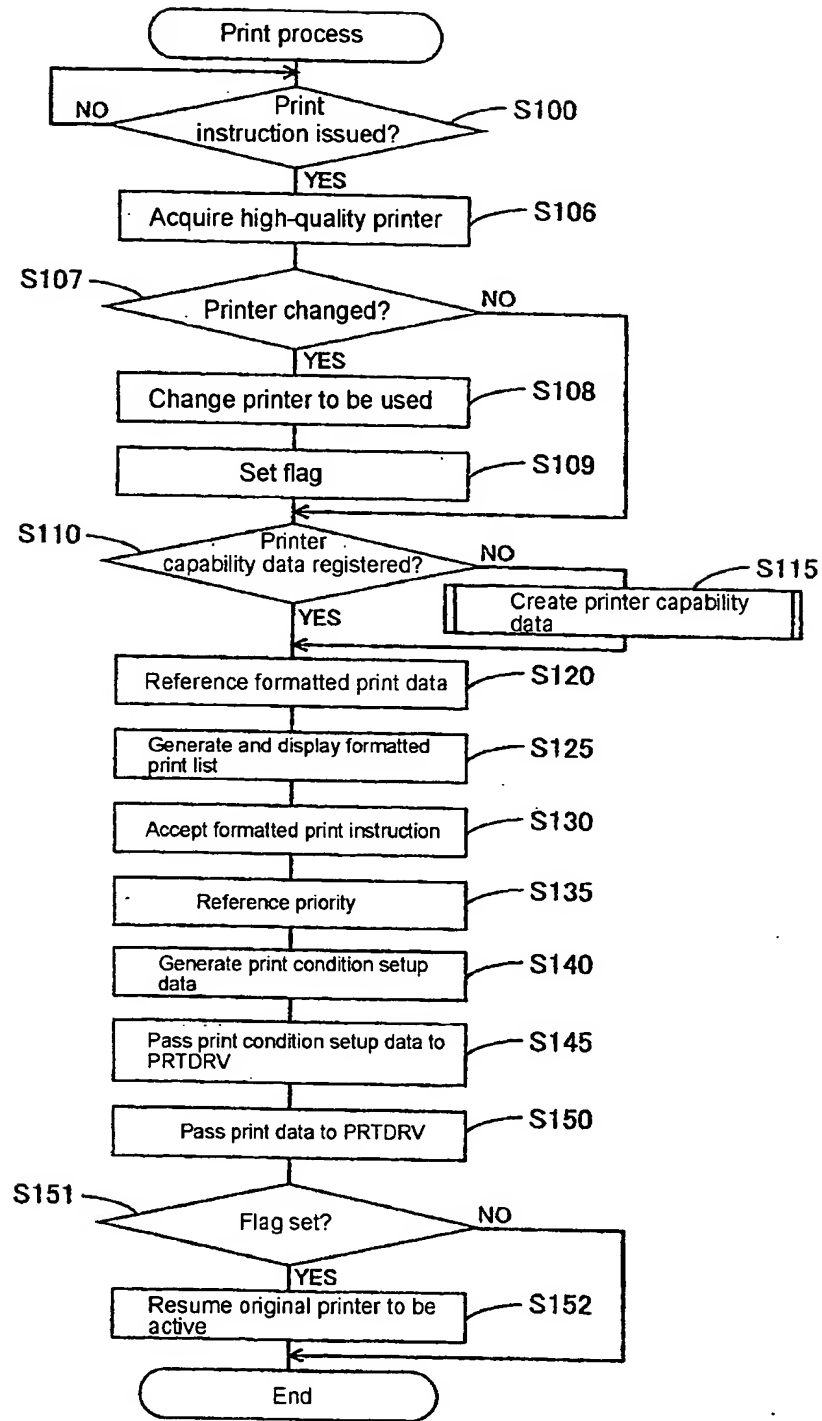 Print process
NO
Print
instruction issued?
S100
YES
Acquire high-quality printer
S106
S107
Printer changed?
NO
YES
Change printer to be used
S108
Set flag
S109
S110
Printer
capability data registered?
NO
S115
Create printer capability
data
YES
Reference formatted print data
S120
Generate and display formatted
print list
S125
Accept formatted print instruction
S130
Reference priority
S135
Generate print condition setup
data
S140
Pass print condition setup data to
PRTDRV
S145
Pass print data to PRTDRV
S150
S151
Flag set?
NO
YES
Resume original printer to be
active
S152
End